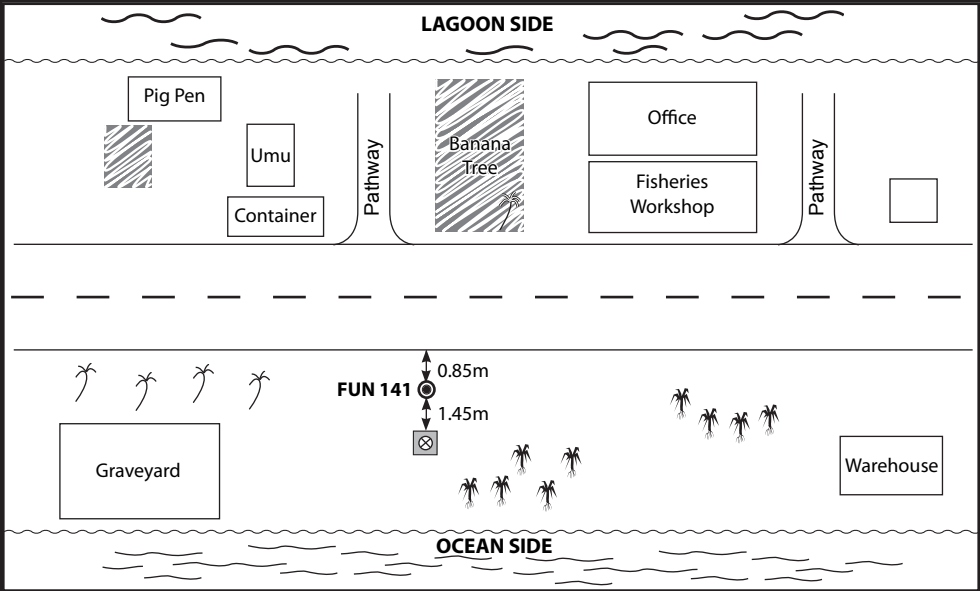 LAGOON SIDE
Pig Pen
Umu
Container
Pathway
Banana
Tree
Office
Fisheries
Workshop
Pathway
0.85m
FUN 141
1.45m
Graveyard
Warehouse
OCEAN SIDE